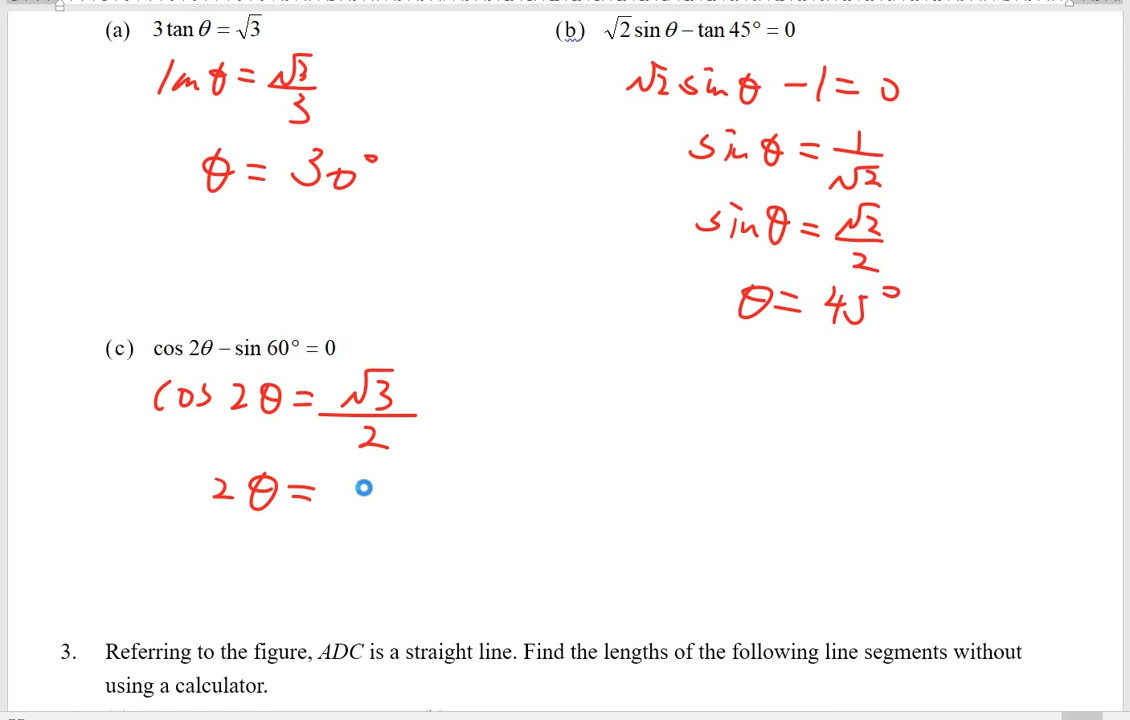 (a) 3 tan θ = √3
tan θ = √3/3
θ = 30°
(b) √2 sin θ – tan 45° = 0
√2 sin θ - 1 = 0
sin θ = 1/√2
sin θ = √2/2
θ = 45°
(c) cos 2θ – sin 60° = 0
cos 2θ = √3/2
2θ =
3. Referring to the figure, ADC is a straight line. Find the lengths of the following line segments without
using a calculator.